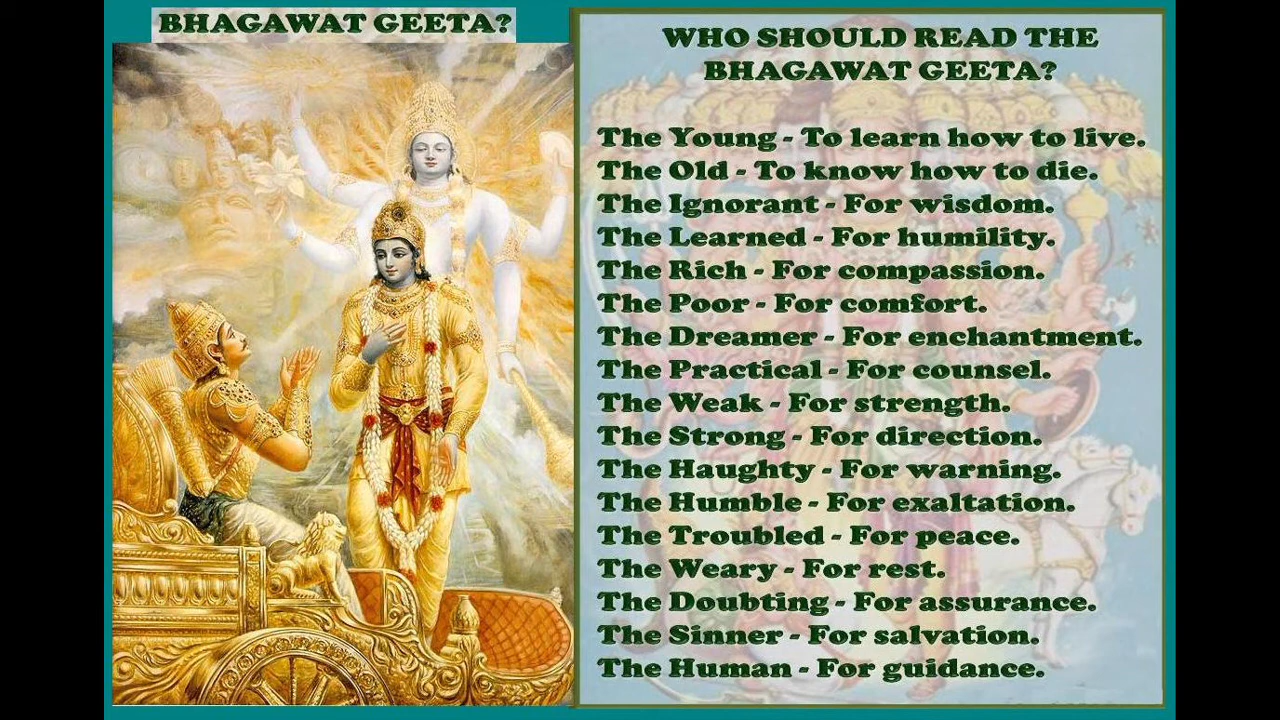 BHAGAWAT GEETA?
WHO SHOULD READ THE
BHAGAWAT GEETA?
The Young - To learn how to live.
The Old - To know how to die.
The Ignorant - For wisdom.
The Learned - For humility.
The Rich - For compassion.
The Poor - For comfort.
The Dreamer - For enchantment.
The Practical - For counsel.
The Weak - For strength.
The Strong - For direction.
The Haughty - For warning.
The Humble - For exaltation.
The Troubled - For peace.
The Weary - For rest.
The Doubting - For assurance.
The Sinner - For salvation.
The Human - For guidance.